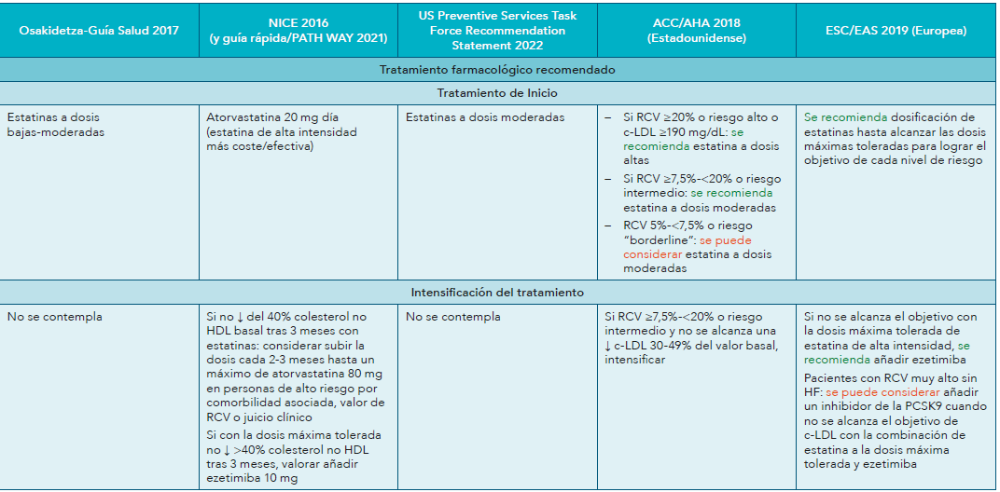 Osakidetza-Guía Salud 2017
NICE 2016
(y guía rápida/PATH WAY 2021)
US Preventive Services Task
Force Recommendation
Statement 2022
ACC/AHA 2018
(Estadounidense)
ESC/EAS 2019 (Europea)
Tratamiento farmacológico recomendado
Tratamiento de Inicio
Estatinas a dosis
bajas-moderadas
Atorvastatina 20 mg día
(estatina de alta intensidad
más coste/efectiva)
Estatinas a dosis moderadas
– Si RCV ≥20% o riesgo alto o
c-LDL ≥190 mg/dL: se
recomienda estatina a dosis
altas
– Si RCV ≥7,5%-<20% o riesgo
intermedio: se recomienda
estatina a dosis moderadas
– RCV 5%-<7,5% o riesgo
“borderline”: se puede
considerar estatina a dosis
moderadas
Se recomienda dosificación de
estatinas hasta alcanzar las dosis
máximas toleradas para lograr el
objetivo de cada nivel de riesgo
Intensificación del tratamiento
No se contempla
Si no ↓ del 40% colesterol no
HDL basal tras 3 meses con
estatinas: considerar subir la
dosis cada 2-3 meses hasta un
máximo de atorvastatina 80 mg
en personas de alto riesgo por
comorbilidad asociada, valor de
RCV o juicio clínico
Si con la dosis máxima tolerada
no ↓ >40% colesterol no HDL
tras 3 meses, valorar añadir
ezetimiba 10 mg
No se contempla
Si RCV ≥7,5%-<20% o riesgo
intermedio y no se alcanza una
↓ c-LDL 30-49% del valor basal,
intensificar
Si no se alcanza el objetivo con
la dosis máxima tolerada de
estatina de alta intensidad, se
recomienda añadir ezetimiba
Pacientes con RCV muy alto sin
HF: se puede considerar añadir
un inhibidor de la PCSK9 cuando
no se alcanza el objetivo de
c-LDL con la combinación de
estatina a la dosis máxima
tolerada y ezetimiba